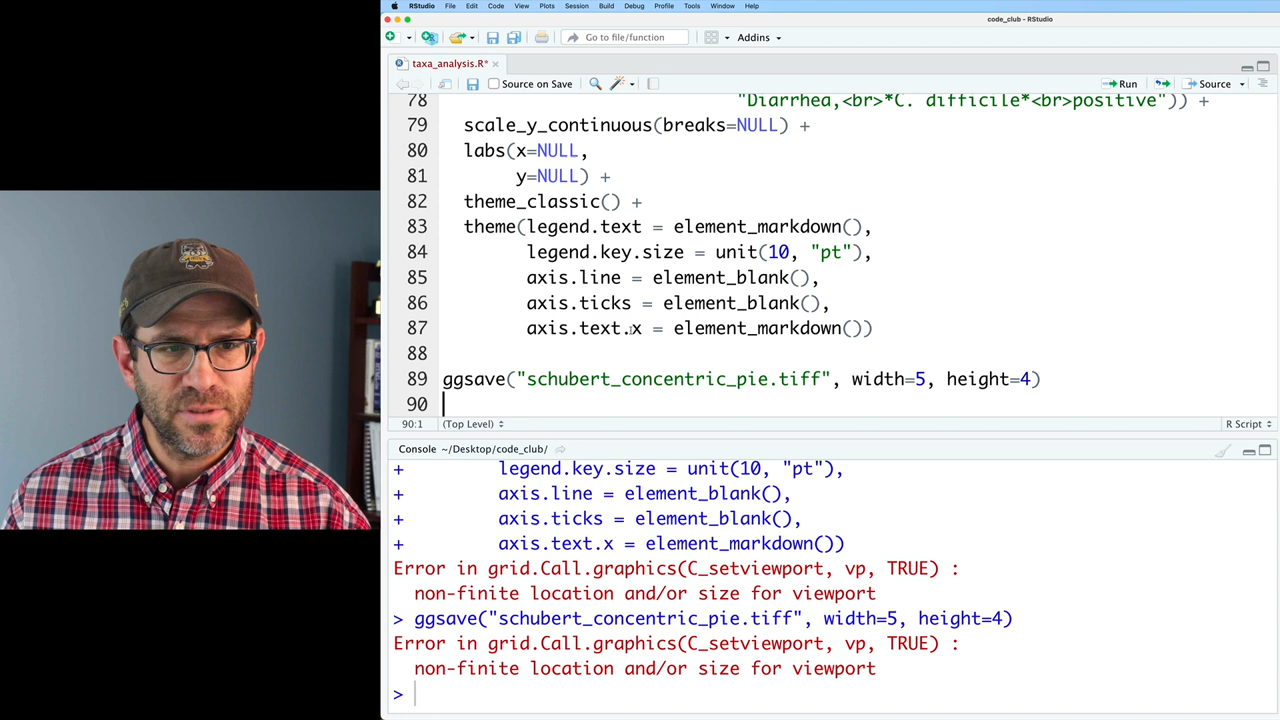 RStudio File Edit Code View Plots Session Build Debug Profile Tools Window Help
code_club - RStudio
Go to file/function Addins
taxa_analysis.R*
Source on Save Run Source
78 "Diarrhea,<br>*C. difficile*<br>positive")) +
79 scale_y_continuous(breaks=NULL) +
80 labs(x=NULL,
81 y=NULL) +
82 theme_classic() +
83 theme(legend.text = element_markdown(),
84 legend.key.size = unit(10, "pt"),
85 axis.line = element_blank(),
86 axis.ticks = element_blank(),
87 axis.text.x = element_markdown())
88
89 ggsave("schubert_concentric_pie.tiff", width=5, height=4)
90
90:1 (Top Level) R Script
Console ~/Desktop/code_club/
+ legend.key.size = unit(10, "pt"),
+ axis.line = element_blank(),
+ axis.ticks = element_blank(),
+ axis.text.x = element_markdown())
Error in grid.Call.graphics(C_setviewport, vp, TRUE) :
non-finite location and/or size for viewport
> ggsave("schubert_concentric_pie.tiff", width=5, height=4)
Error in grid.Call.graphics(C_setviewport, vp, TRUE) :
non-finite location and/or size for viewport
>